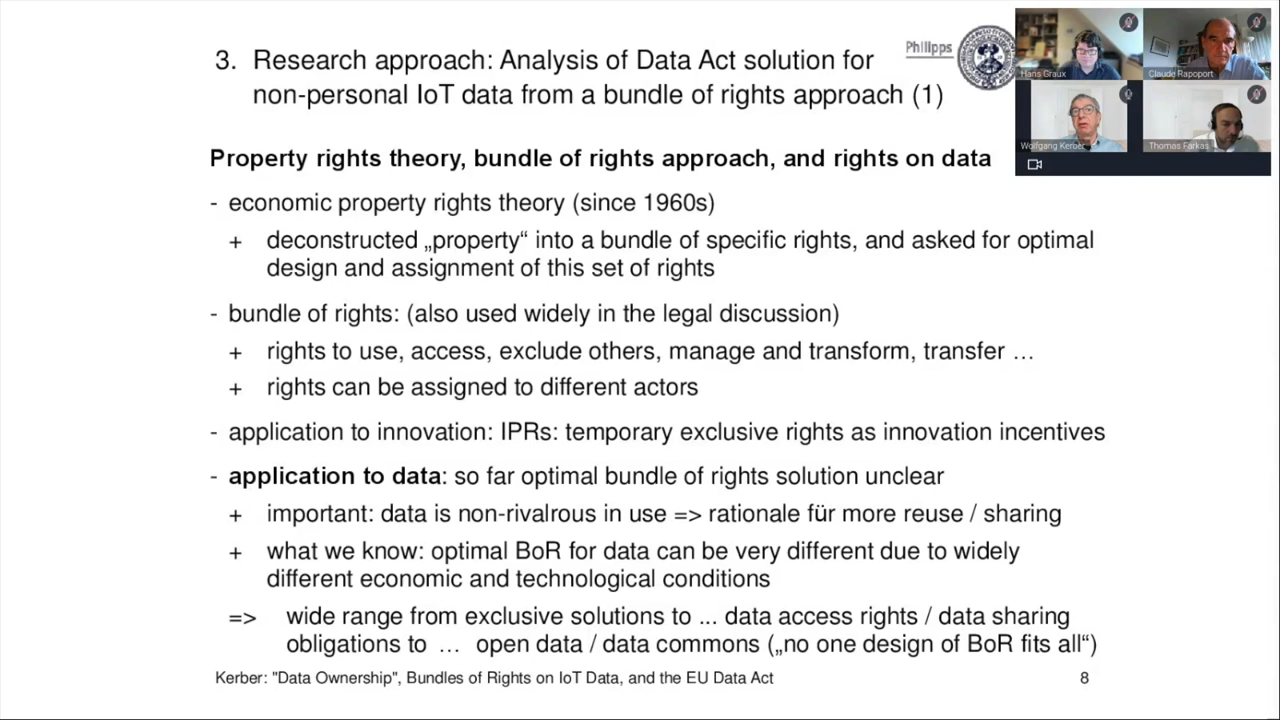 3. Research approach: Analysis of Data Act solution for
non-personal IoT data from a bundle of rights approach (1)
Philipps
Hans Graux
Claude Rapoport
Wolfgang Kerber
Thomas Farkas
Property rights theory, bundle of rights approach, and rights on data
- economic property rights theory (since 1960s)
+ deconstructed „property“ into a bundle of specific rights, and asked for optimal
design and assignment of this set of rights
- bundle of rights: (also used widely in the legal discussion)
+ rights to use, access, exclude others, manage and transform, transfer …
+ rights can be assigned to different actors
- application to innovation: IPRs: temporary exclusive rights as innovation incentives
- application to data: so far optimal bundle of rights solution unclear
+ important: data is non-rivalrous in use => rationale für more reuse / sharing
+ what we know: optimal BoR for data can be very different due to widely
different economic and technological conditions
=> wide range from exclusive solutions to ... data access rights / data sharing
obligations to … open data / data commons („no one design of BoR fits all“)
Kerber: "Data Ownership", Bundles of Rights on IoT Data, and the EU Data Act
8